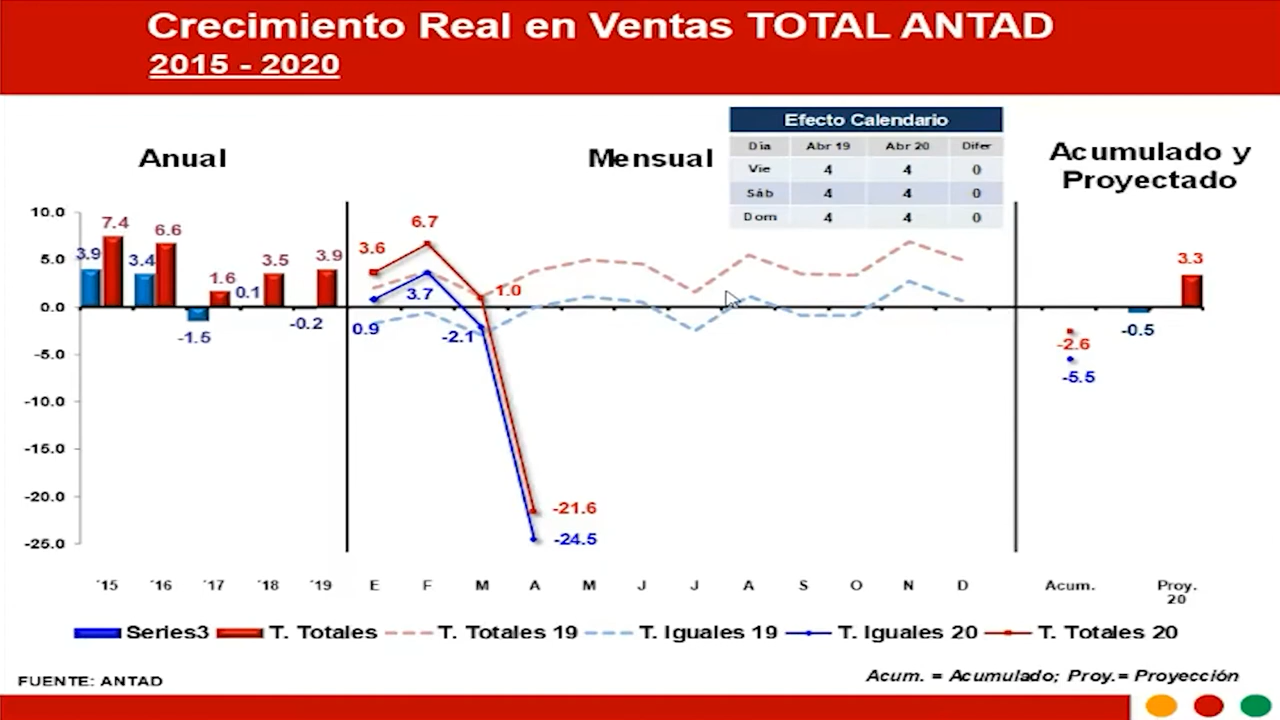 Crecimiento Real en Ventas TOTAL ANTAD
2015 - 2020
Anual
Mensual
Efecto Calendario
Día Abr 19 Abr 20 Difer
Vie 4 4 0
Sáb 4 4 0
Dom 4 4 0
Acumulado y
Proyectado
10.0
5.0
0.0
-5.0
-10.0
-15.0
-20.0
-25.0
3.9 7.4 3.4 6.6 -1.5 1.6 0.1 3.5 -0.2 3.9
3.6 6.7 1.0 -21.6
0.9 3.7 -2.1 -24.5
-2.6
-5.5
-0.5
3.3
´15 ´16 ´17 ´18 ´19 E F M A M J J A S O N D Acum. Proy.
20
Series3 T. Totales T. Totales 19 T. Iguales 19 T. Iguales 20 T. Totales 20
FUENTE: ANTAD
Acum. = Acumulado; Proy.= Proyección